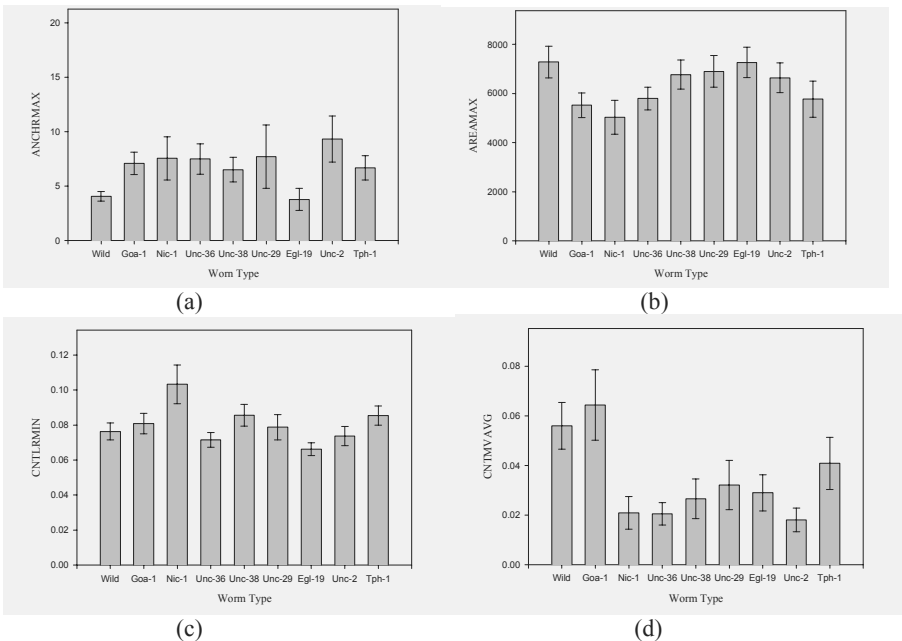 20
15
10
5
0
ANCHRMAX
Wild Goa-1 Nic-1 Unc-36 Unc-38 Unc-29 Egl-19 Unc-2 Tph-1
Worm Type
(a)
8000
6000
4000
2000
0
AREAMAX
Wild Goa-1 Nic-1 Unc-36 Unc-38 Unc-29 Egl-19 Unc-2 Tph-1
Worm Type
(b)
0.12
0.10
0.08
0.06
0.04
0.02
0.00
CNTLRMIN
Wild Goa-1 Nic-1 Unc-36 Unc-38 Unc-29 Egl-19 Unc-2 Tph-1
Worm Type
(c)
0.08
0.06
0.04
0.02
0.00
CNTMVAVG
Wild Goa-1 Nic-1 Unc-36 Unc-38 Unc-29 Egl-19 Unc-2 Tph-1
Worm Type
(d)